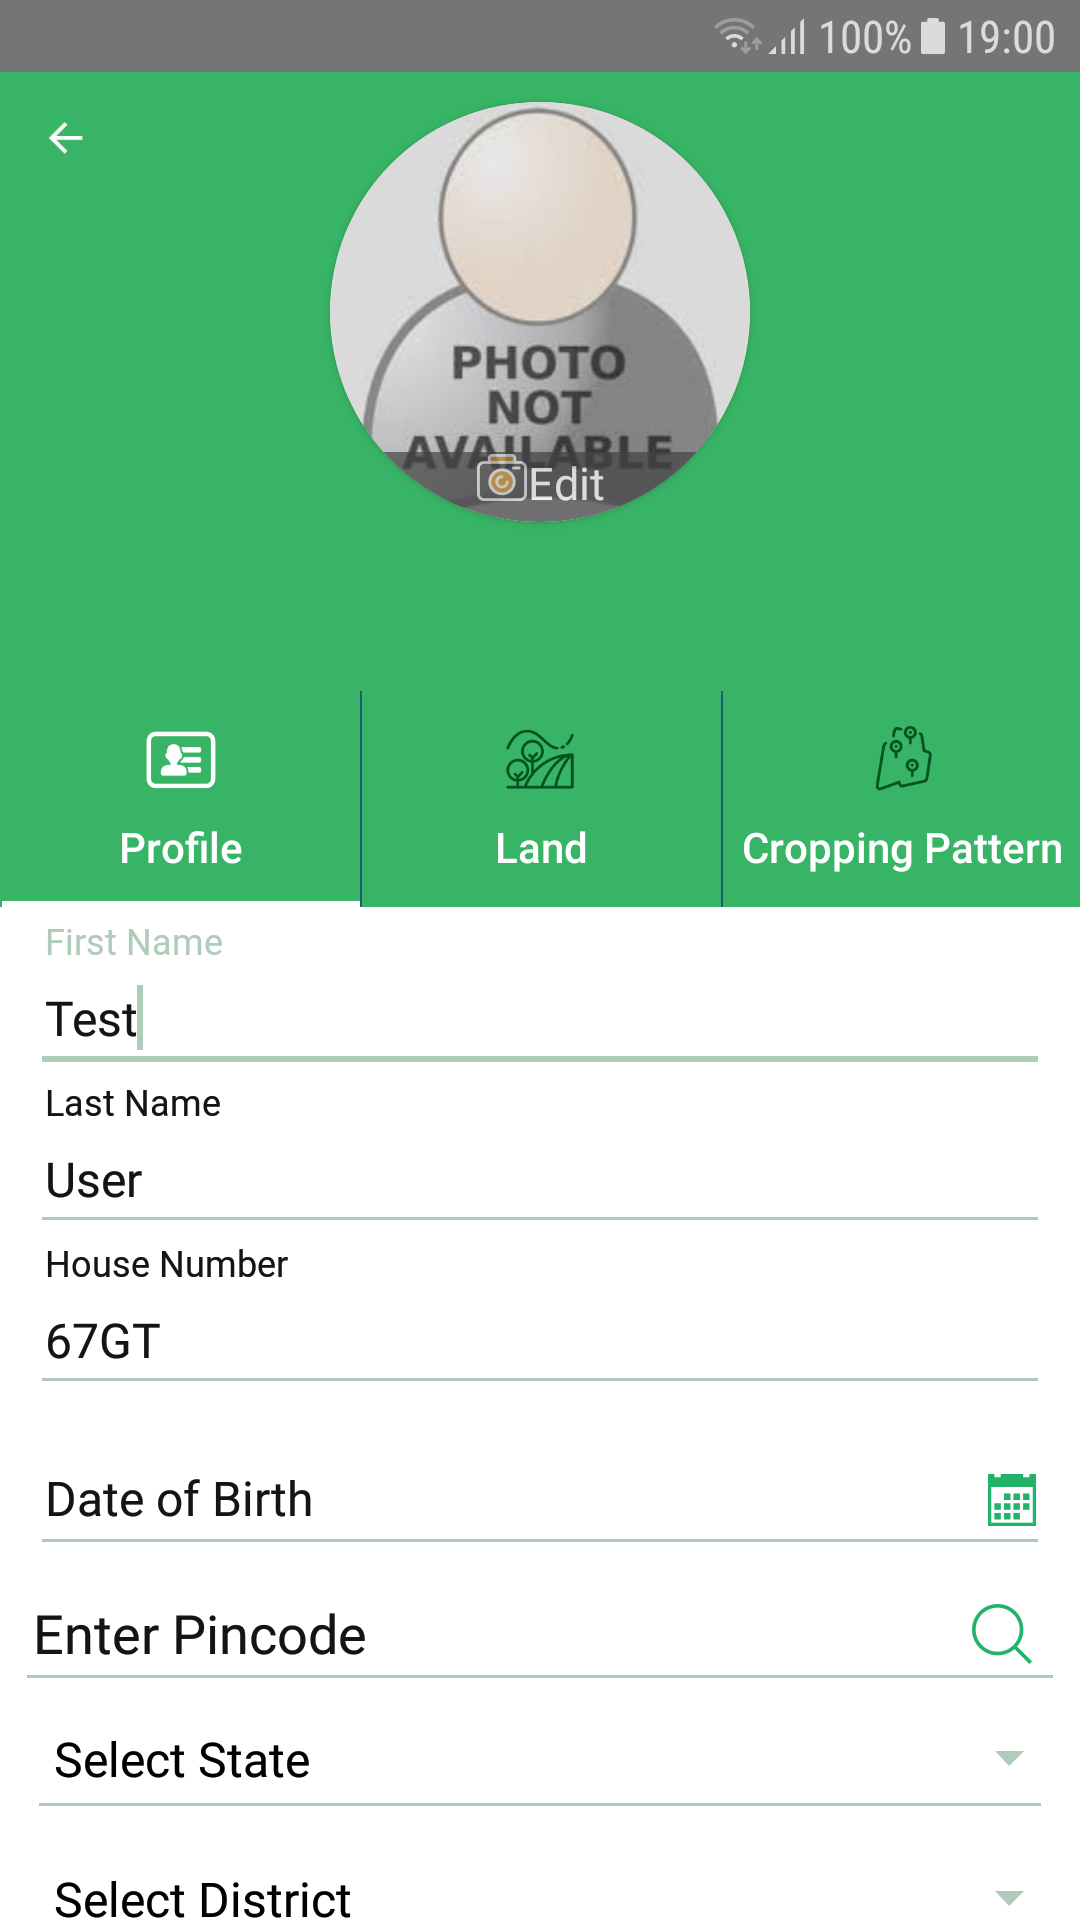 100% 19:00
PHOTO
NOT
AVAILABLE
Edit
Profile
Land
Cropping Pattern
First Name
Test
Last Name
User
House Number
67GT
Date of Birth
Enter Pincode
Select State
Select District